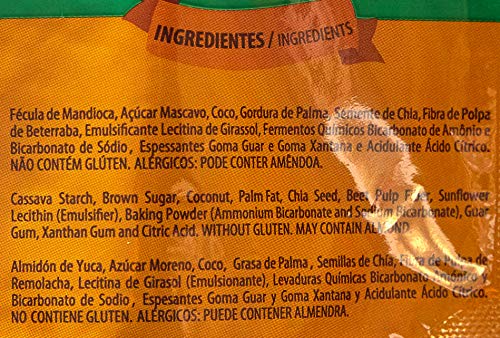 INGREDIENTES / INGREDIENTS
Fécula de Mandioca, Açúcar Mascavo, Coco, Gordura de Palma, Semente de Chia, Fibra de Polpa
de Beterraba, Emulsificante Lecitina de Girassol, Fermentos Químicos Bicarbonato de Amônio e
Bicarbonato de Sódio , Espessantes Goma Guar e Goma Xantana e Acidulante Ácido Cítrico.
NÃO CONTÉM GLÚTEN. ALÉRGICOS: PODE CONTER AMÊNDOA.
Cassava Starch, Brown Sugar, Coconut, Palm Fat, Chia Seed, Beet Pulp Fiber, Sunflower
Lecithin (Emulsifier), Baking Powder (Ammonium Bicarbonate and Sodium Bicarbonate), Guar
Gum, Xanthan Gum and Citric Acid. WITHOUT GLUTEN. MAY CONTAIN ALMOND.
Almidón de Yuca, Azúcar Moreno, Coco, Grasa de Palma , Semillas de Chía, Fibra de Pulpa de
Remolacha, Lecitina de Girasol (Emulsionante), Levaduras Químicas Bicarbonato Amónico y
Bicarbonato de Sodio , Espesantes Goma Guar y Goma Xantana y Acidulante Ácido Cítrico.
NO CONTIENE GLUTEN. ALÉRGICOS: PUEDE CONTENER ALMENDRA.